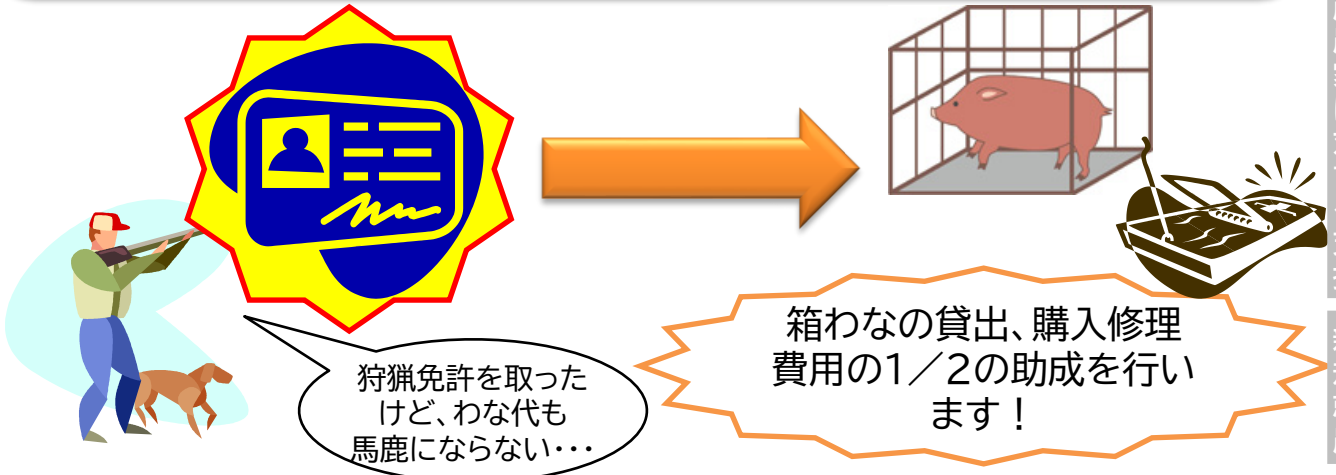 狩猟免許を取った
けど、わな代も
馬鹿にならない・・・
箱わなの貸出、購入修理
費用の1／2の助成を行い
ます！